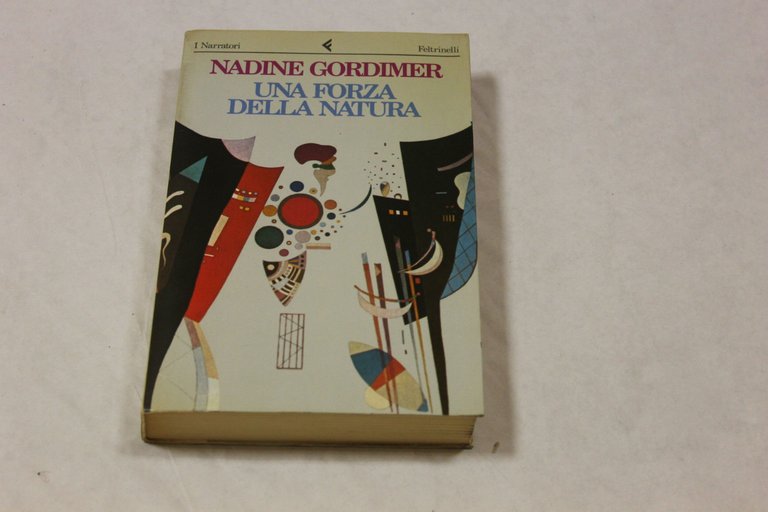 I Narratori Feltrinelli
NADINE GORDIMER
UNA FORZA
DELLA NATURA